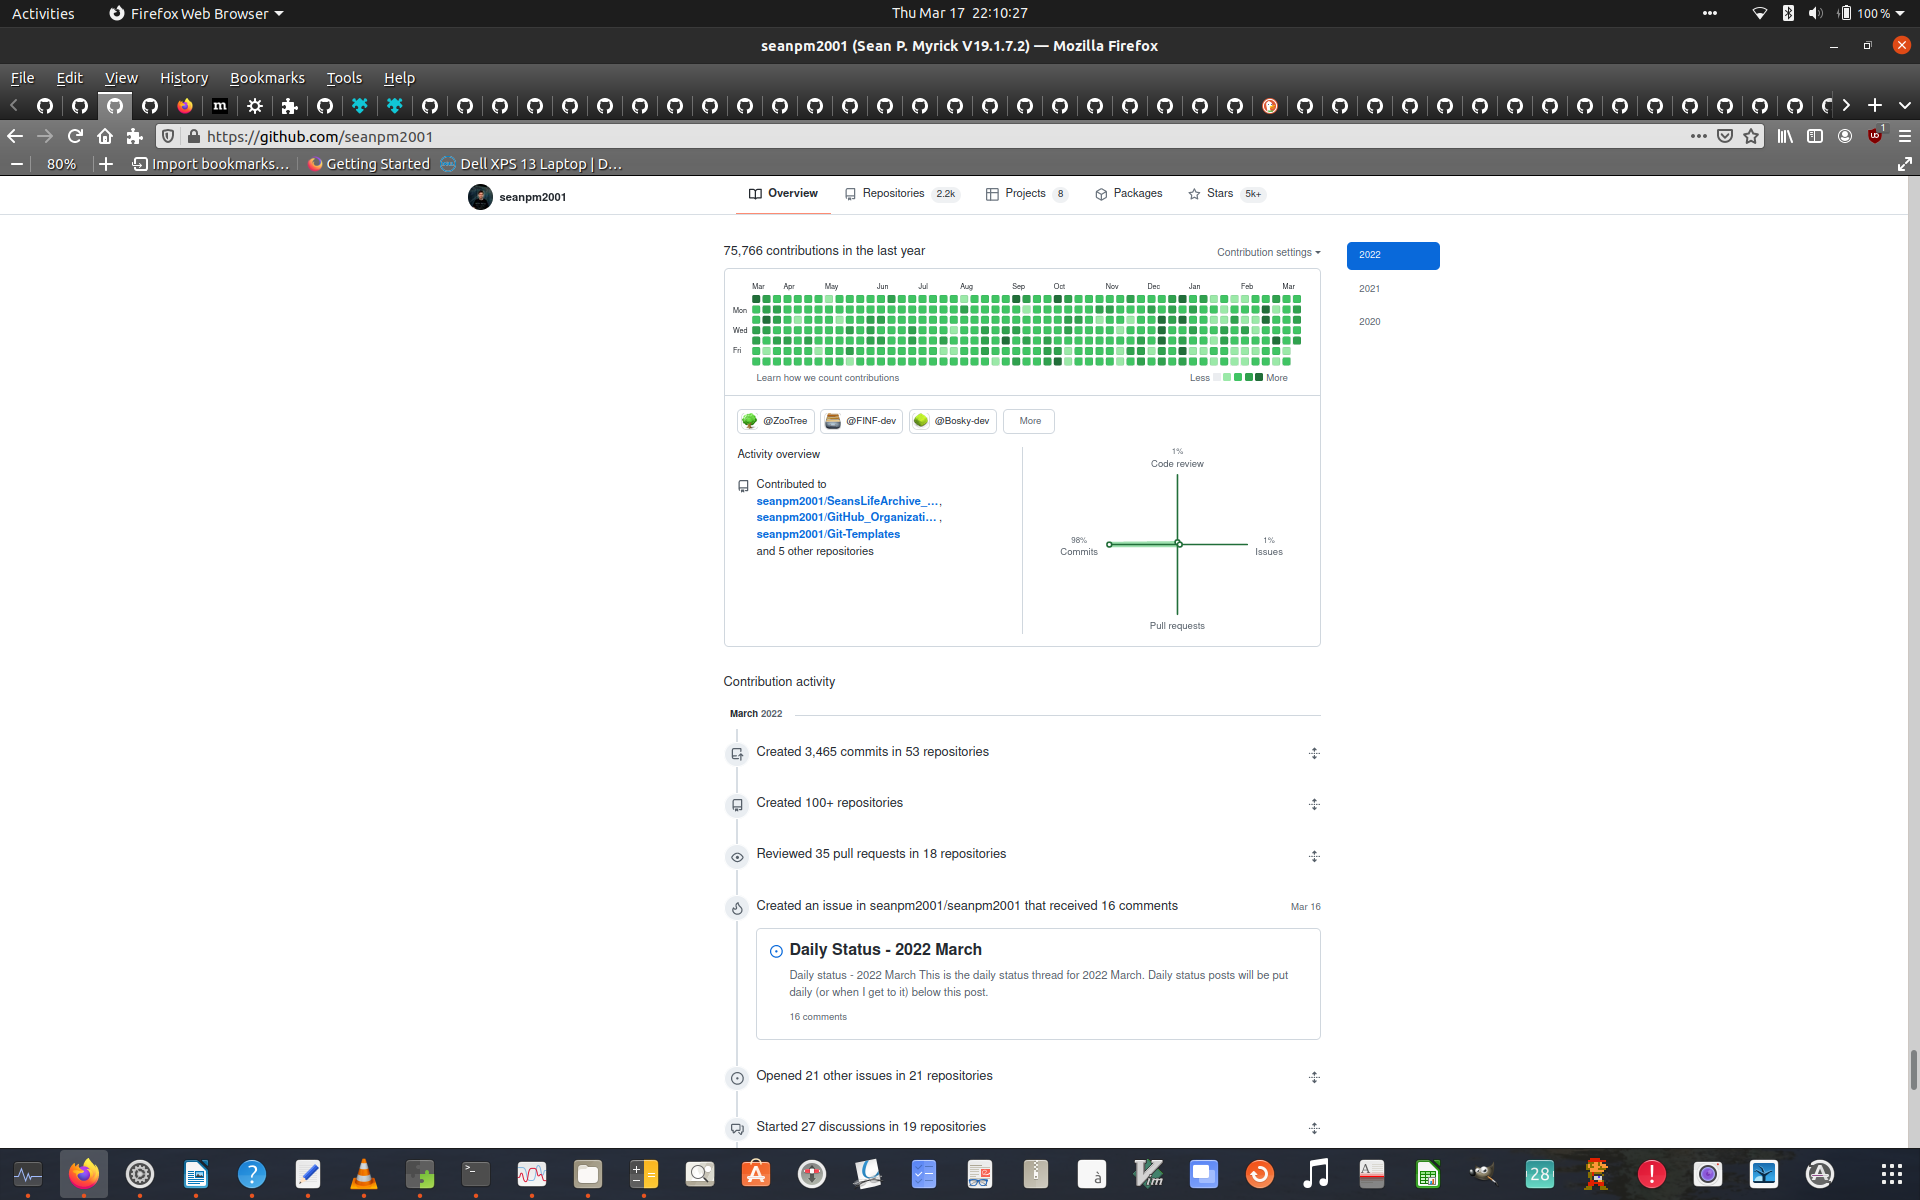 Activities
Firefox Web Browser
Thu Mar 17 22:10:27
100 %
seanpm2001 (Sean P. Myrick V19.1.7.2) — Mozilla Firefox
File Edit View History Bookmarks Tools Help
https://github.com/seanpm2001
1
80%
Import bookmarks...
Getting Started
Dell XPS 13 Laptop | D...
seanpm2001
Overview
Repositories 2.2k
Projects 8
Packages
Stars 5k+
75,766 contributions in the last year
Contribution settings
2022
2021
2020
Mar Apr May Jun Jul Aug Sep Oct Nov Dec Jan Feb Mar
Mon
Wed
Fri
Learn how we count contributions
Less More
@ZooTree
@FINF-dev
@Bosky-dev
More
Activity overview
Contributed to
seanpm2001/SeansLifeArchive_... ,
seanpm2001/GitHub_Organizati... ,
seanpm2001/Git-Templates
and 5 other repositories
1%
Code review
98%
Commits
1%
Issues
Pull requests
Contribution activity
March 2022
Created 3,465 commits in 53 repositories
Created 100+ repositories
Reviewed 35 pull requests in 18 repositories
Created an issue in seanpm2001/seanpm2001 that received 16 comments
Mar 16
Daily Status - 2022 March
Daily status - 2022 March This is the daily status thread for 2022 March. Daily status posts will be put
daily (or when I get to it) below this post.
16 comments
Opened 21 other issues in 21 repositories
Started 27 discussions in 19 repositories
28